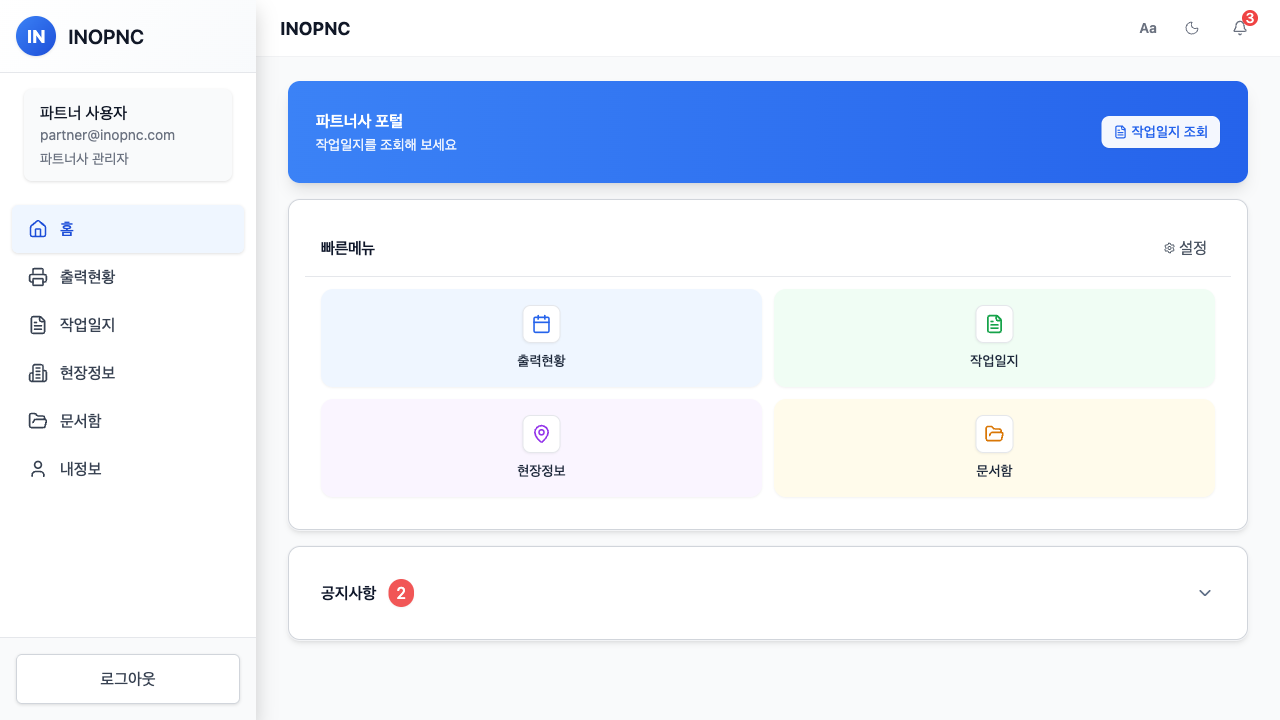 IN
INOPNC
파트너 사용자
partner@inopnc.com
파트너사 관리자
홈
출력현황
작업일지
현장정보
문서함
내정보
로그아웃
INOPNC
Aa
3
파트너사 포털
작업일지를 조회해 보세요
작업일지 조회
빠른메뉴
설정
출력현황
작업일지
현장정보
문서함
공지사항 2